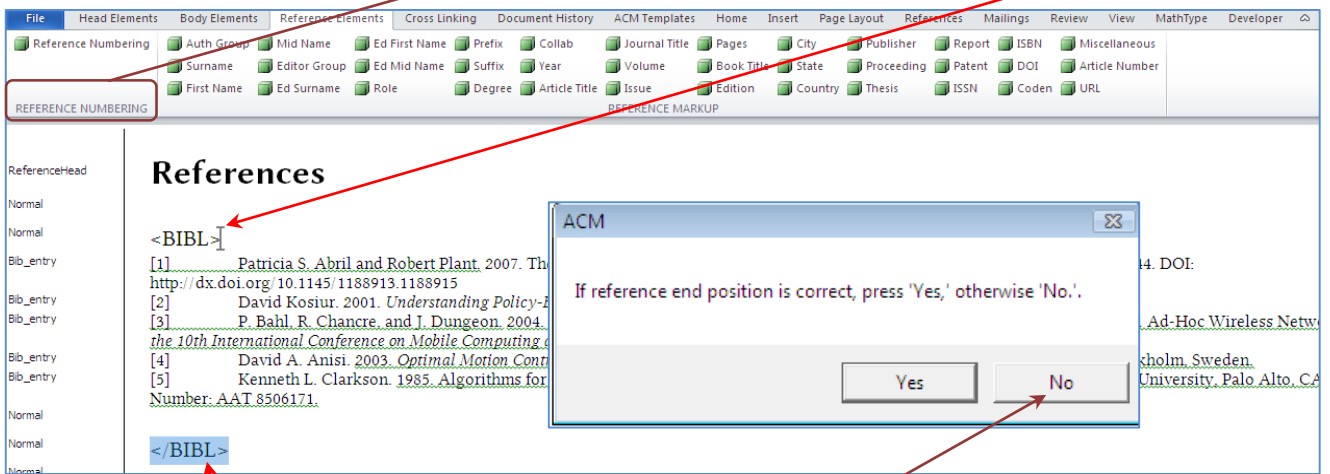 File Head Elements Body Elements Reference Elements Cross Linking Document History ACM Templates Home Insert Page Layout References Mailings Review View MathType Developer
Reference Numbering Auth Group Mid Name Ed First Name Prefix Collab Journal Title Pages City Publisher Report ISBN Miscellaneous
Surname Editor Group Ed Mid Name Suffix Year Volume Book Title State Proceeding Patent DOI Article Number
First Name Ed Surname Role Degree Article Title Issue Edition Country Thesis ISSN Coden URL
REFERENCE NUMBERING REFERENCE MARKUP
ReferenceHead References
Normal
Normal <BIBL>
Bib_entry [1] Patricia S. Abril and Robert Plant. 2007. Th 44. DOI:
http://dx.doi.org/10.1145/1188913.1188915
Bib_entry [2] David Kosiur. 2001. Understanding Policy-
Bib_entry [3] P. Bahl, R. Chancre, and J. Dungeon. 2004. Ad-Hoc Wireless Netw
the 10th International Conference on Mobile Computing
Bib_entry [4] David A. Anisi. 2003. Optimal Motion Cont kholm, Sweden.
Bib_entry [5] Kenneth L. Clarkson. 1985. Algorithms for University, Palo Alto, CA
Number: AAT 8506171.
Normal
Normal </BIBL>
Normal
ACM
If reference end position is correct, press 'Yes,' otherwise 'No.'.
Yes No